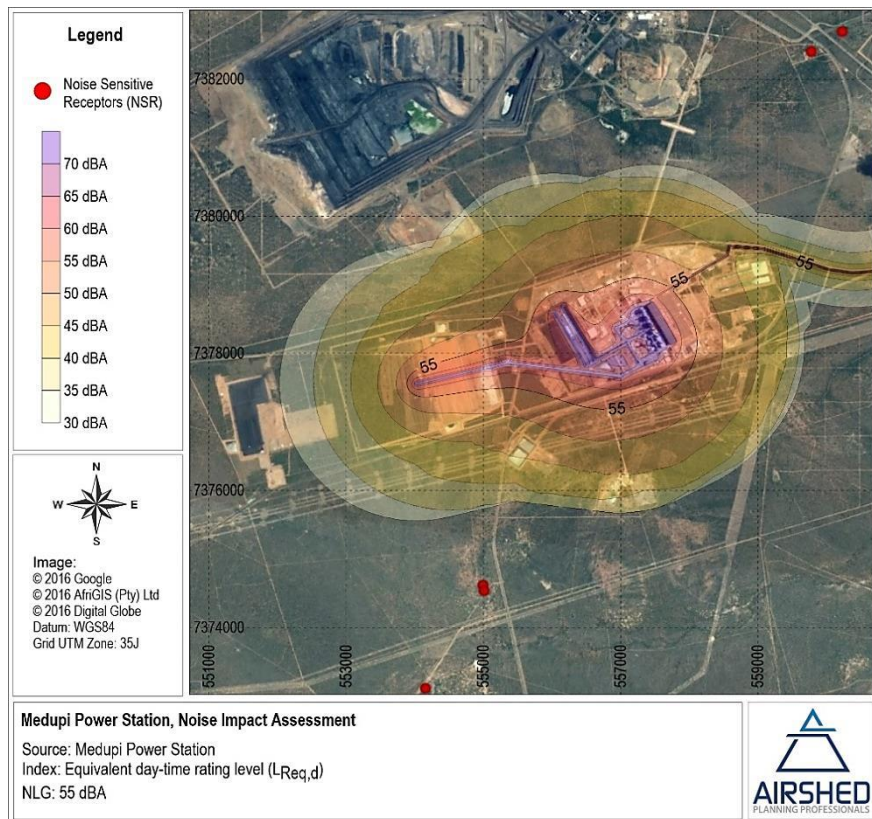 Legend
Noise Sensitive
Receptors (NSR)
70 dBA
65 dBA
60 dBA
55 dBA
50 dBA
45 dBA
40 dBA
35 dBA
30 dBA
N
W
E
S
Image:
© 2016 Google
© 2016 AfriGIS (Pty) Ltd
© 2016 Digital Globe
Datum: WGS84
Grid UTM Zone: 35J
7382000
7380000
7378000
7376000
7374000
551000
553000
555000
557000
559000
55
55
55
55
Medupi Power Station, Noise Impact Assessment
Source: Medupi Power Station
Index: Equivalent day-time rating level (LReq,d)
NLG: 55 dBA
AIRSHED
PLANNING PROFESSIONALS